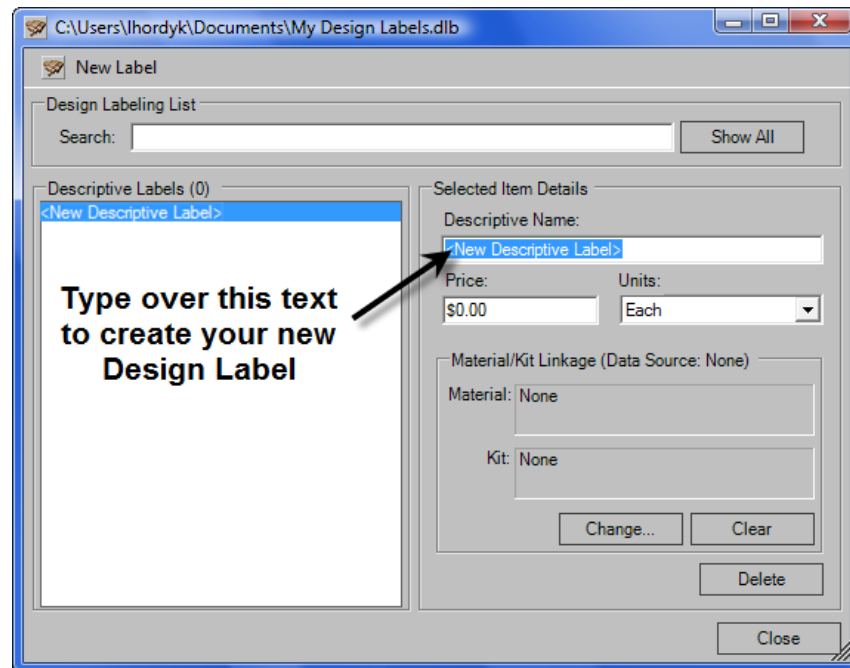 C:\Users\lhordyk\Documents\My Design Labels.dlb
New Label
Design Labeling List
Search:
Show All
Descriptive Labels (0)
<New Descriptive Label>
Type over this text
to create your new
Design Label
Selected Item Details
Descriptive Name:
<New Descriptive Label>
Price:
Units:
$0.00
Each
Material/Kit Linkage (Data Source: None)
Material:
None
Kit:
None
Change...
Clear
Delete
Close